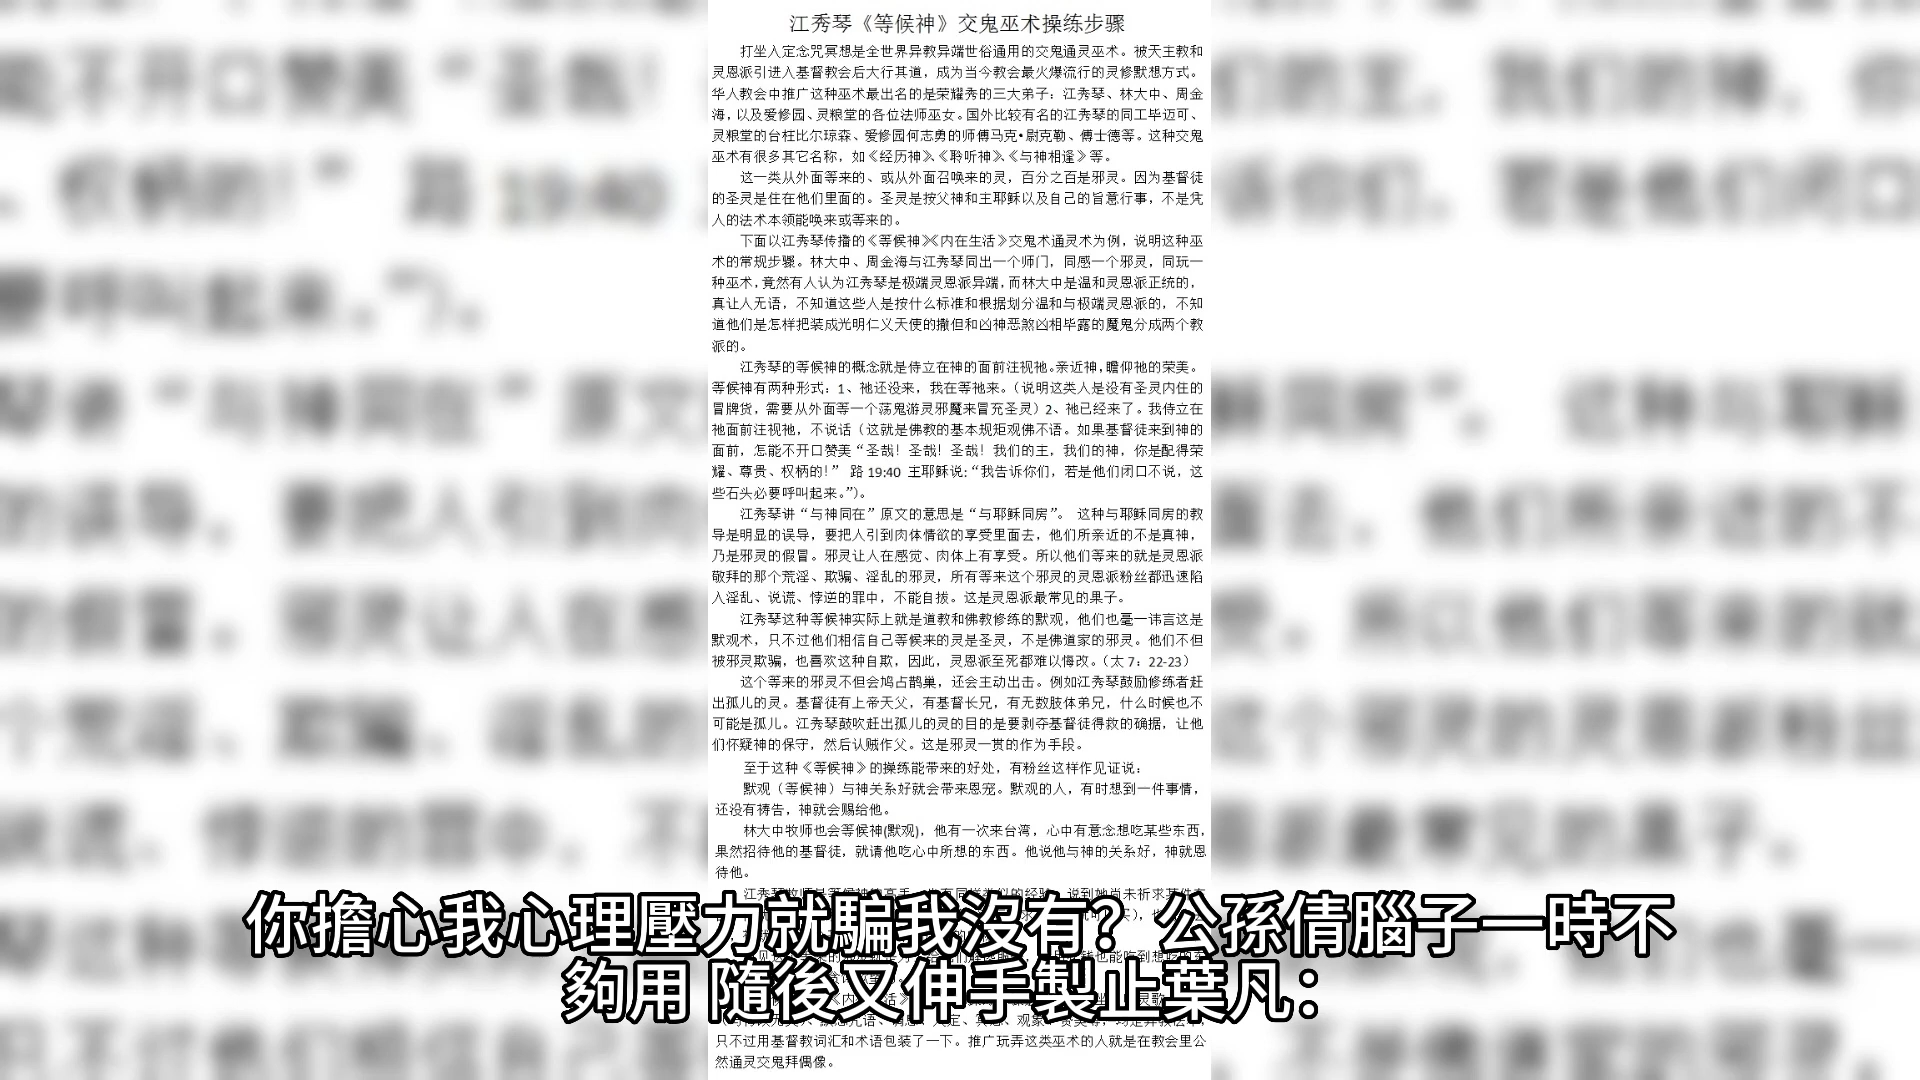 江秀琴《等候神》交鬼巫术操练步骤
打坐入定念咒冥想是全世界异教异端世俗通用的交鬼通灵巫术。被天主教和
灵恩派引进入基督教会后大行其道，成为当今教会最火爆流行的灵修默想方式。
华人教会中推广这种巫术最出名的是荣耀秀的三大弟子：江秀琴、林大中、周金
海，以及爱修园、灵粮堂的各位法师巫女。国外比较有名的江秀琴的同工毕迈可、
灵粮堂的台柱比尔琼森、爱修园何志勇的师傅马克•尉克勒、傅士德等。这种交鬼
巫术有很多其它名称，如《经历神》、《聆听神》、《与神相逢》等。
这一类从外面等来的、或从外面召唤来的灵，百分之百是邪灵。因为基督徒
的圣灵是住在他们里面的。圣灵是按父神和主耶稣以及自己的旨意行事，不是凭
人的法术本领能唤来或等来的。
下面以江秀琴传播的《等候神》《内在生活》交鬼术通灵术为例，说明这种巫
术的常规步骤。林大中、周金海与江秀琴同出一个师门，同感一个邪灵，同玩一
种巫术，竟然有人认为江秀琴是极端灵恩派异端，而林大中是温和灵恩派正统的，
真让人无语，不知道这些人是按什么标准和根据划分温和与极端灵恩派的，不知
道他们是怎样把装成光明仁义天使的撒但和凶神恶煞凶相毕露的魔鬼分成两个教
派的。
江秀琴的等候神的概念就是侍立在神的面前注视祂。亲近神，瞻仰祂的荣美。
等候神有两种形式：1、祂还没来，我在等祂来。（说明这类人是没有圣灵内住的
冒牌货，需要从外面等一个荡鬼游灵邪魔来冒充圣灵）2、祂已经来了。我侍立在
祂面前注视祂，不说话（这就是佛教的基本规矩观佛不语。如果基督徒来到神的
面前，怎能不开口赞美“圣哉！圣哉！圣哉！我们的主，我们的神，你是配得荣
耀、尊贵、权柄的！” 路 19:40 主耶稣说：“我告诉你们，若是他们闭口不说，这
些石头必要呼叫起来。”）。
江秀琴讲“与神同在”原文的意思是“与耶稣同房”。 这种与耶稣同房的教
导是明显的误导，要把人引到肉体情欲的享受里面去，他们所亲近的不是真神，
乃是邪灵的假冒。邪灵让人在感觉、肉体上有享受。所以他们等来的就是灵恩派
敬拜的那个荒淫、欺骗、淫乱的邪灵，所有等来这个邪灵的灵恩派粉丝都迅速陷
入淫乱、说谎、悖逆的罪中，不能自拔。这是灵恩派最常见的果子。
江秀琴这种等候神实际上就是道教和佛教修练的默观，他们也毫一讳言这是
默观术，只不过他们相信自己等候来的灵是圣灵，不是佛道家的邪灵。他们不但
被邪灵欺骗，也喜欢这种自欺，因此，灵恩派至死都难以悔改。（太 7：22-23）
这个等来的邪灵不但会鸠占鹊巢，还会主动出击。例如江秀琴鼓励修练者赶
出孤儿的灵。基督徒有上帝天父，有基督长兄，有无数肢体弟兄，什么时候也不
可能是孤儿。江秀琴鼓吹赶出孤儿的灵的目的是要剥夺基督徒得救的确据，让他
们怀疑神的保守，然后认贼作父。这是邪灵一贯的作为手段。
至于这种《等候神》的操练能带来的好处，有粉丝这样作见证说：
默观（等候神）与神关系好就会带来恩宠。默观的人，有时想到一件事情，
还没有祷告，神就会赐给他。
林大中牧师也会等候神(默观)，他有一次来台湾，心中有意念想吃某些东西，
果然招待他的基督徒，就请他吃心中所想的东西。他说他与神的关系好，神就恩
待他。
你擔心我心理壓力就騙我沒有？公孫倩腦子一時不
夠用 隨後又伸手製止葉凡：
只不过用基督教词汇和术语包装了一下。推广玩弄这类巫术的人就是在教会里公
然通灵交鬼拜偶像。